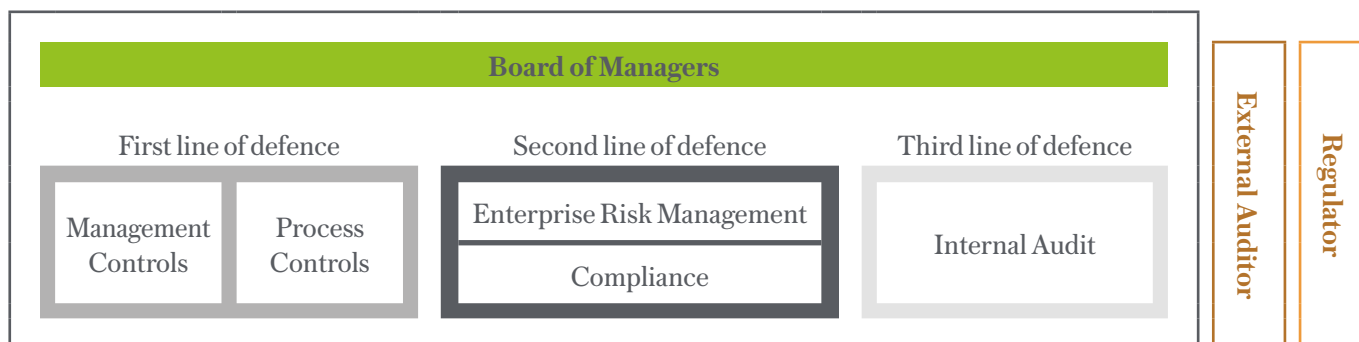 Board of Managers
First line of defence
Second line of defence
Third line of defence
Management
Controls
Process
Controls
Enterprise Risk Management
Compliance
Internal Audit
External Auditor
Regulator